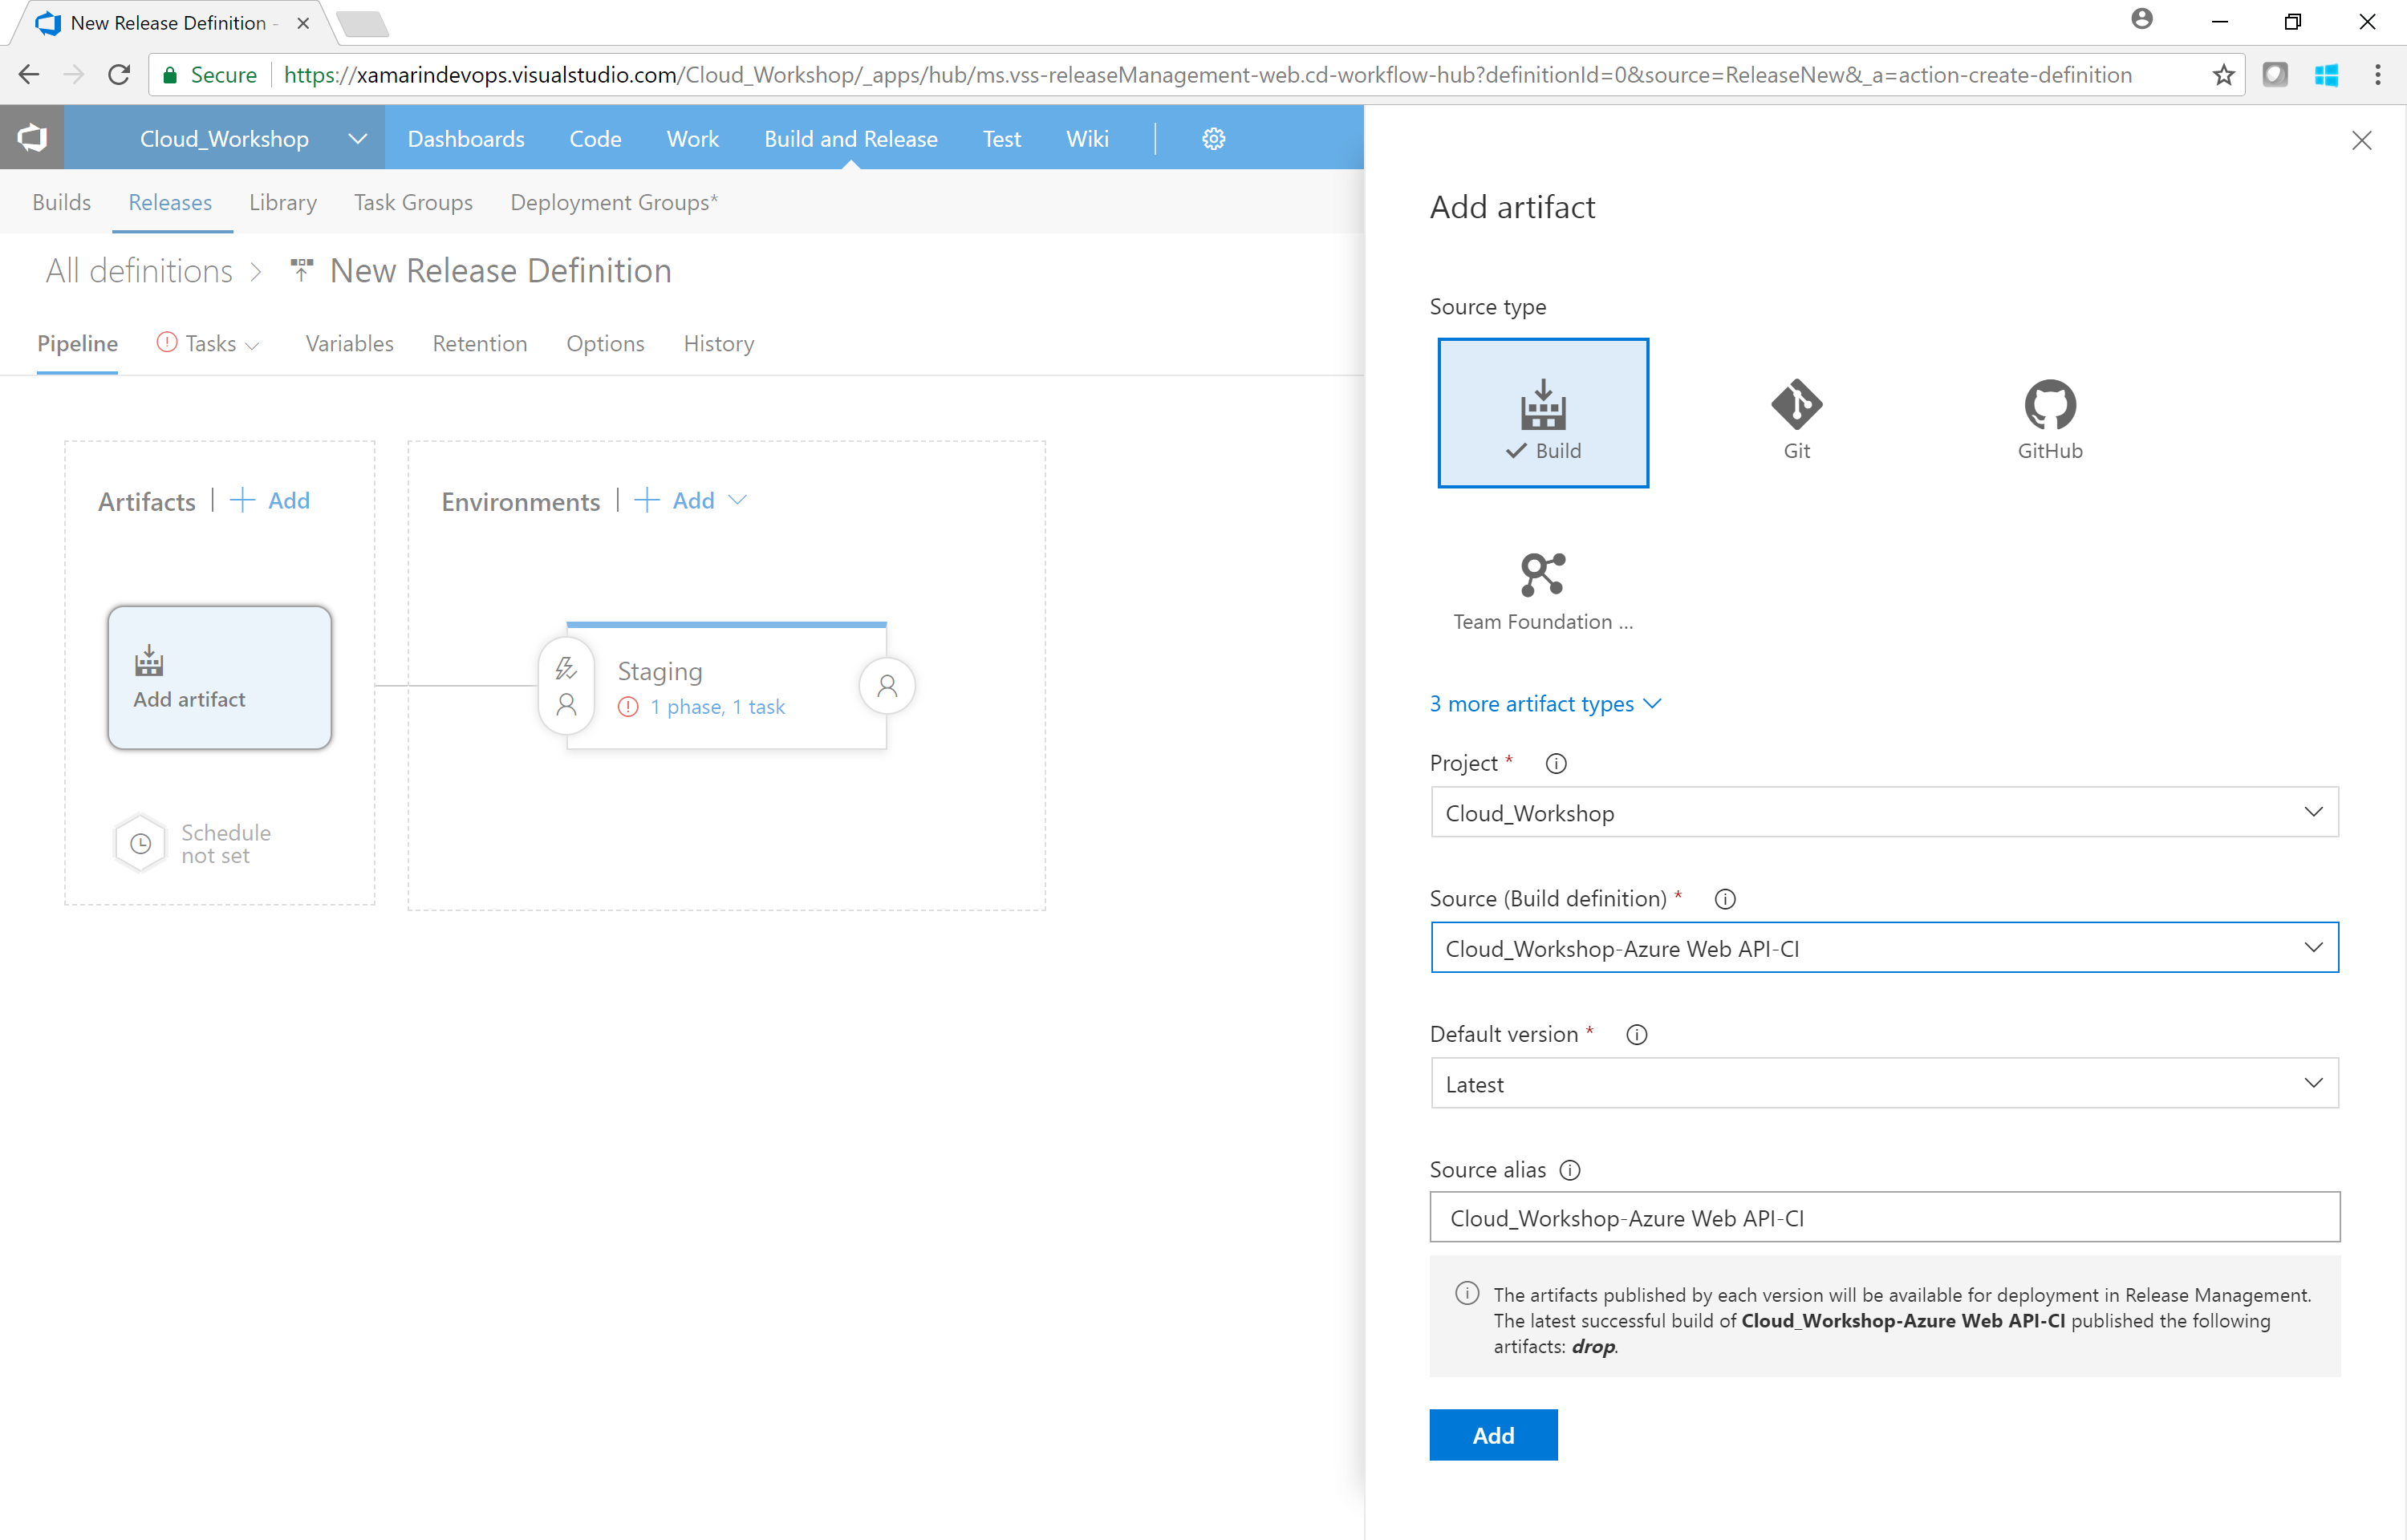 New Release Definition -
Secure
https://xamarindevops.visualstudio.com/Cloud_Workshop/_apps/hub/ms.vss-releaseManagement-web.cd-workflow-hub?definitionId=0&source=ReleaseNew&_a=action-create-definition
Cloud_Workshop
Dashboards
Code
Work
Build and Release
Test
Wiki
Builds
Releases
Library
Task Groups
Deployment Groups*
All definitions > New Release Definition
Pipeline
Tasks
Variables
Retention
Options
History
Artifacts | + Add
Add artifact
Schedule
not set
Environments | + Add
Staging
1 phase, 1 task
Add artifact
Source type
Build
Git
GitHub
Team Foundation ...
3 more artifact types
Project *
Cloud_Workshop
Source (Build definition) *
Cloud_Workshop-Azure Web API-CI
Default version *
Latest
Source alias
Cloud_Workshop-Azure Web API-CI
The artifacts published by each version will be available for deployment in Release Management.
The latest successful build of Cloud_Workshop-Azure Web API-CI published the following
artifacts: drop.
Add